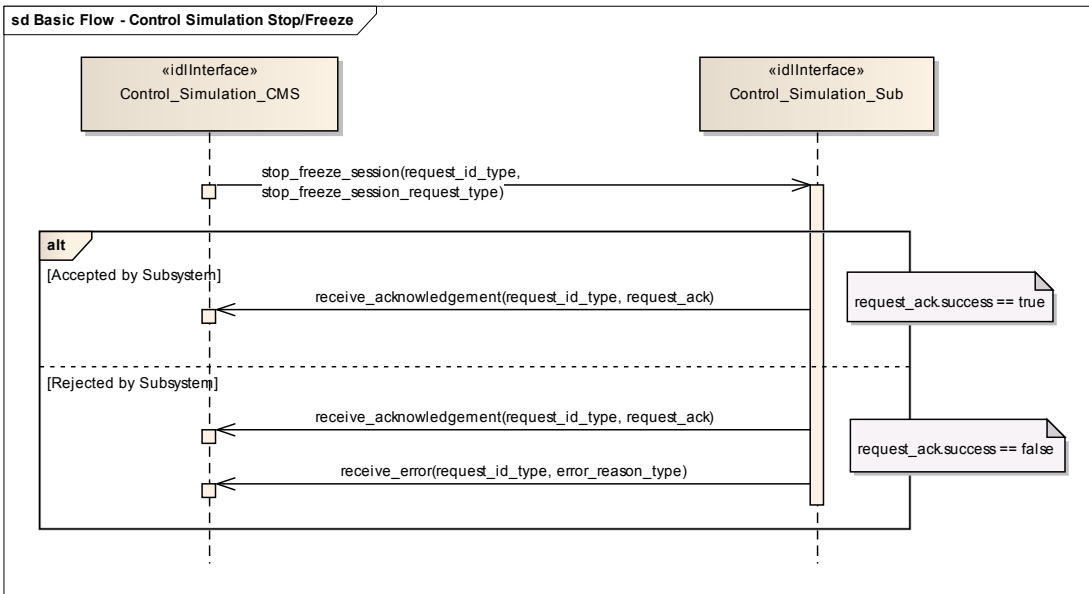 sd Basic Flow - Control Simulation Stop/Freeze
«idlInterface»
Control_Simulation_CMS
«idlInterface»
Control_Simulation_Sub
stop_freeze_session(request_id_type,
stop_freeze_session_request_type)
alt
[Accepted by Subsystem]
receive_acknowledgement(request_id_type, request_ack)
request_ack.success == true
[Rejected by Subsystem]
receive_acknowledgement(request_id_type, request_ack)
request_ack.success == false
receive_error(request_id_type, error_reason_type)